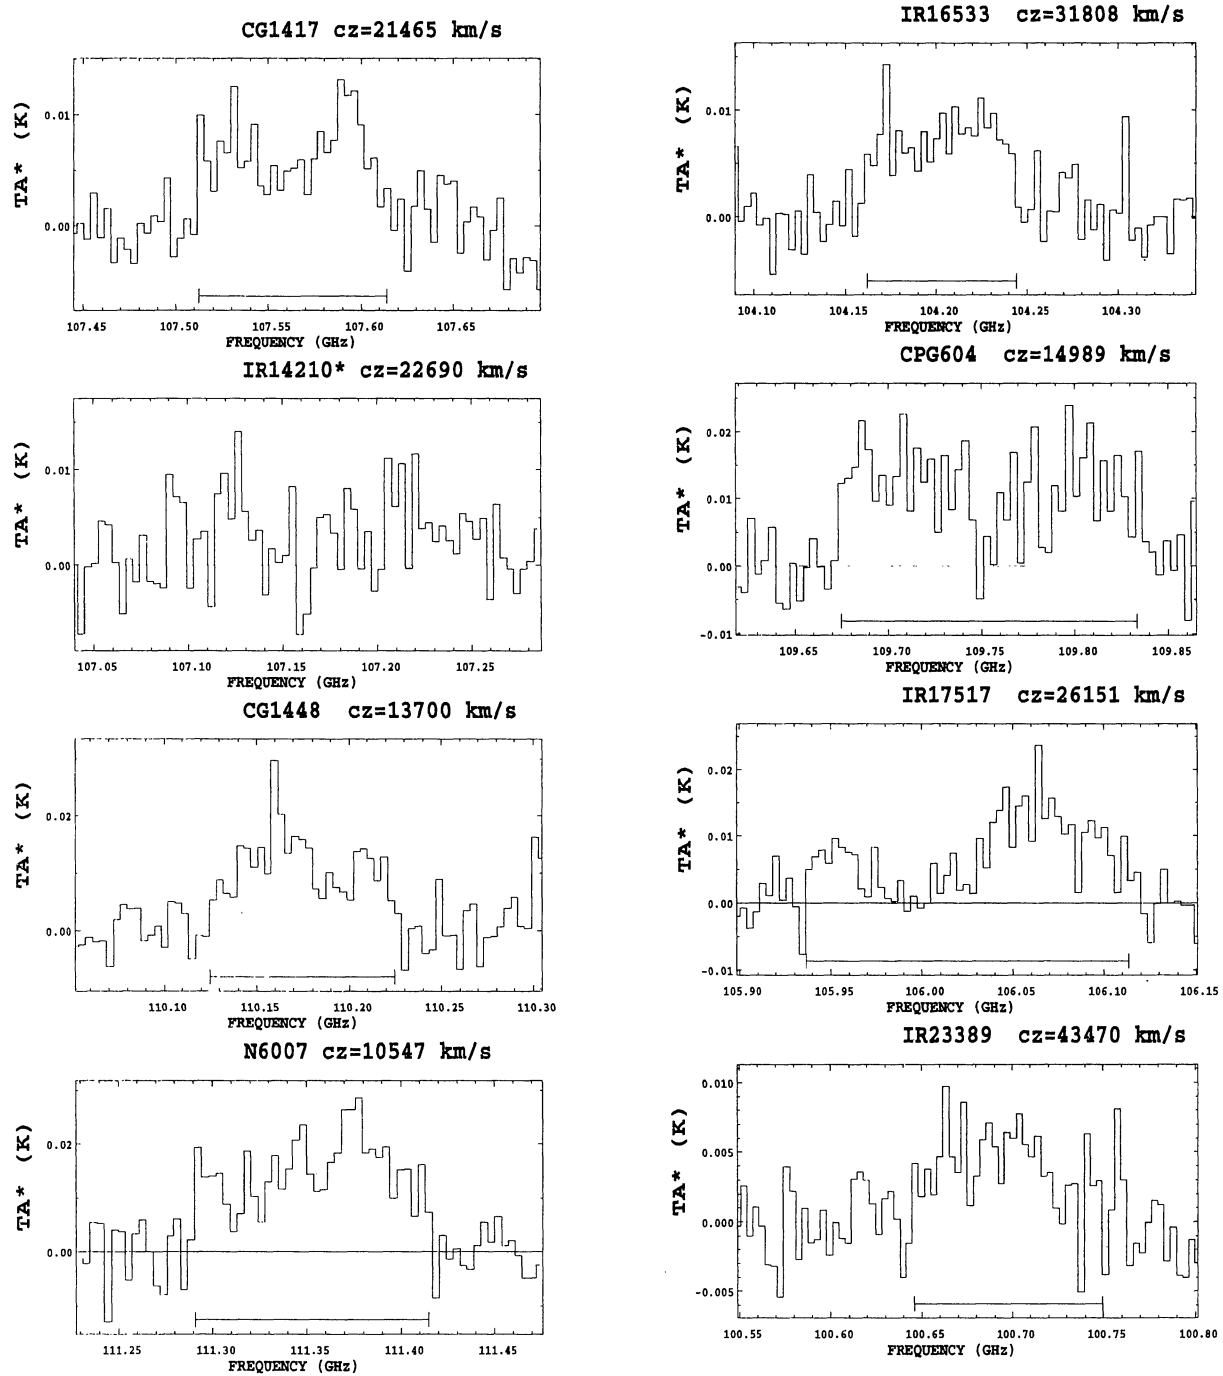 CG1417 cz=21465 km/s
TA* (K)
0.01
0.00
107.45 107.50 107.55 107.60 107.65
FREQUENCY (GHz)
IR16533 cz=31808 km/s
TA* (K)
0.01
0.00
104.10 104.15 104.20 104.25 104.30
FREQUENCY (GHz)
IR14210* cz=22690 km/s
TA* (K)
0.01
0.00
107.05 107.10 107.15 107.20 107.25
FREQUENCY (GHz)
CPG604 cz=14989 km/s
TA* (K)
0.02
0.01
0.00
-0.01
109.65 109.70 109.75 109.80 109.85
FREQUENCY (GHz)
CG1448 cz=13700 km/s
TA* (K)
0.02
0.00
110.10 110.15 110.20 110.25 110.30
FREQUENCY (GHz)
IR17517 cz=26151 km/s
TA* (K)
0.02
0.01
0.00
-0.01
105.90 105.95 106.00 106.05 106.10 106.15
FREQUENCY (GHz)
N6007 cz=10547 km/s
TA* (K)
0.02
0.00
111.25 111.30 111.35 111.40 111.45
FREQUENCY (GHz)
IR23389 cz=43470 km/s
TA* (K)
0.010
0.005
0.000
-0.005
100.55 100.60 100.65 100.70 100.75 100.80
FREQUENCY (GHz)